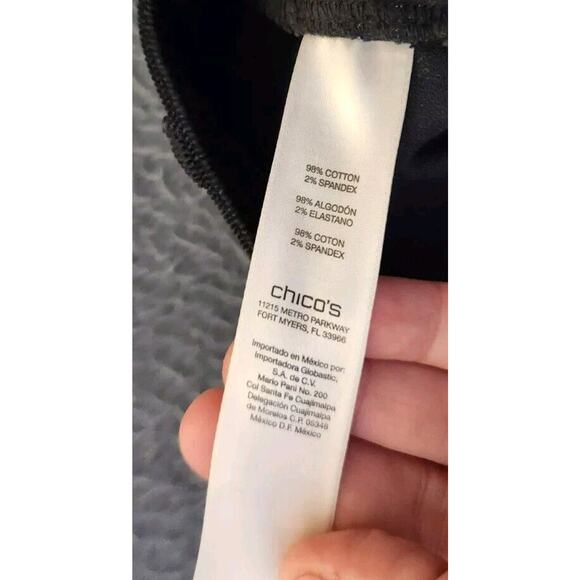 98% COTTON
2% SPANDEX
98% ALGODÓN
2% ELASTANO
98% COTON
2% SPANDEX
chico's
11215 METRO PARKWAY
FORT MYERS, FL 33966
Importado en México por:
Importadora Globastic,
S.A. de C.V.
Mario Pani No. 200
Col Santa Fe Cuajimalpa
Delegación Cuajimalpa
de Morelos C.P. 05348
México D.F. México